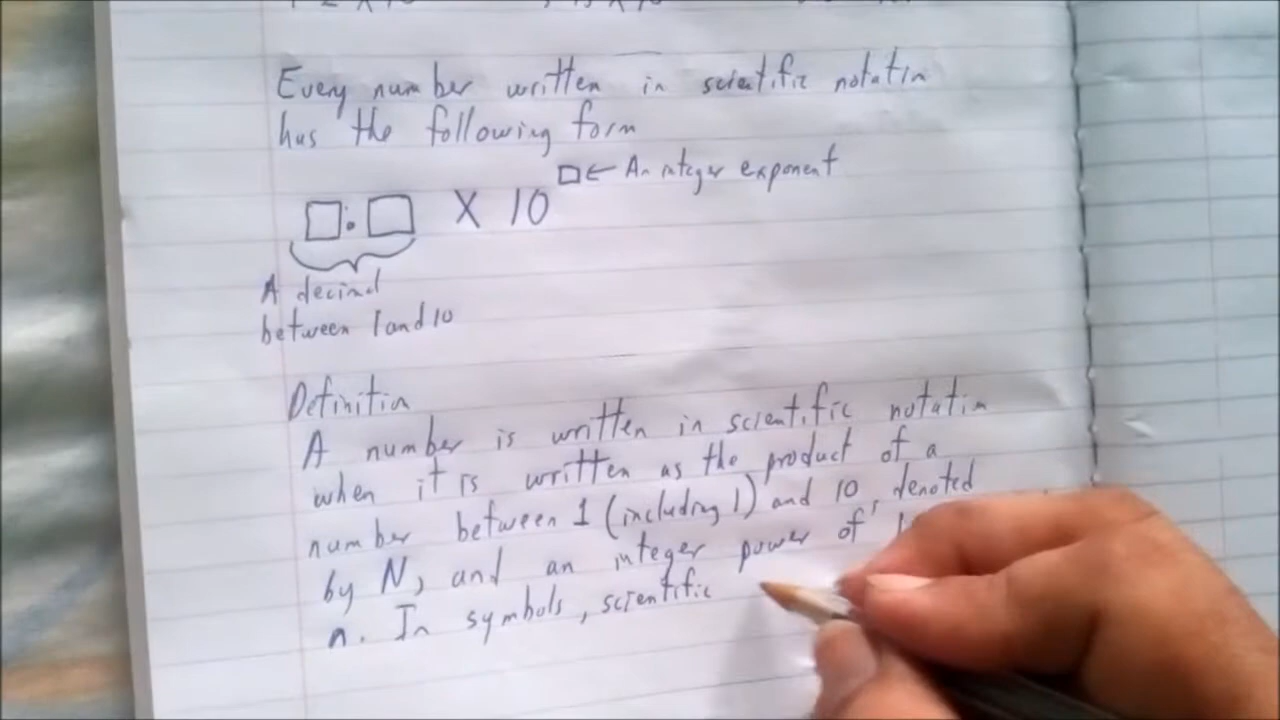 Every number written in scientific notation
has the following form
□ ← An integer exponent
□.□ X 10
A decimal
between 1 and 10
Definition
A number is written in scientific notation
when it is written as the product of a
number between 1 (including 1) and 10, denoted
by N, and an integer power of
n. In symbols, scientific